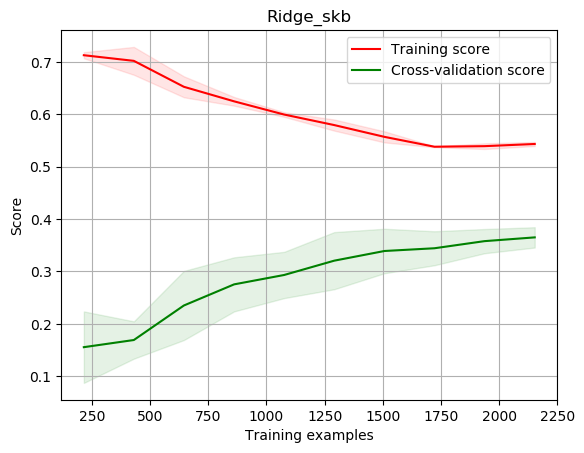 Ridge_skb
Training score
Cross-validation score
Score
0.7
0.6
0.5
0.4
0.3
0.2
0.1
250 500 750 1000 1250 1500 1750 2000 2250
Training examples